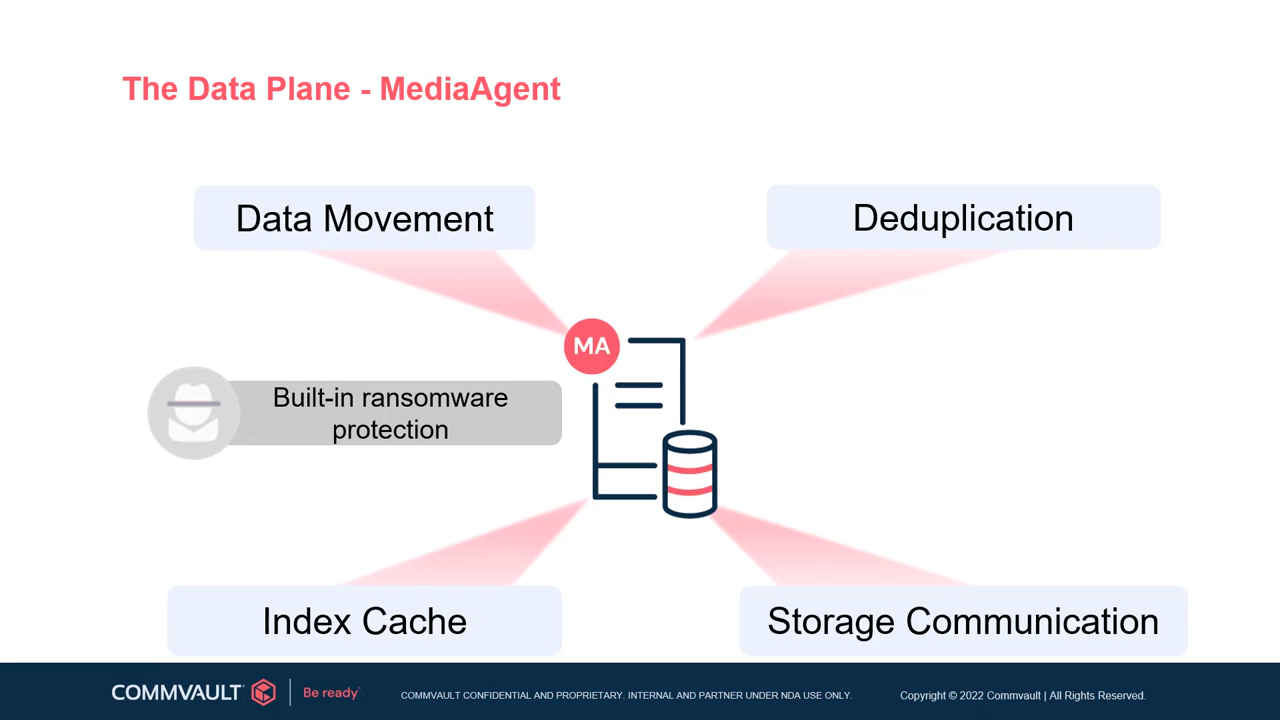 The Data Plane - MediaAgent
Data Movement
Deduplication
MA
Built-in ransomware
protection
Index Cache
Storage Communication
COMMVAULT
Be ready
COMMVAULT CONFIDENTIAL AND PROPRIETARY. INTERNAL AND PARTNER UNDER NDA USE ONLY.
Copyright © 2022 Commvault | All Rights Reserved.